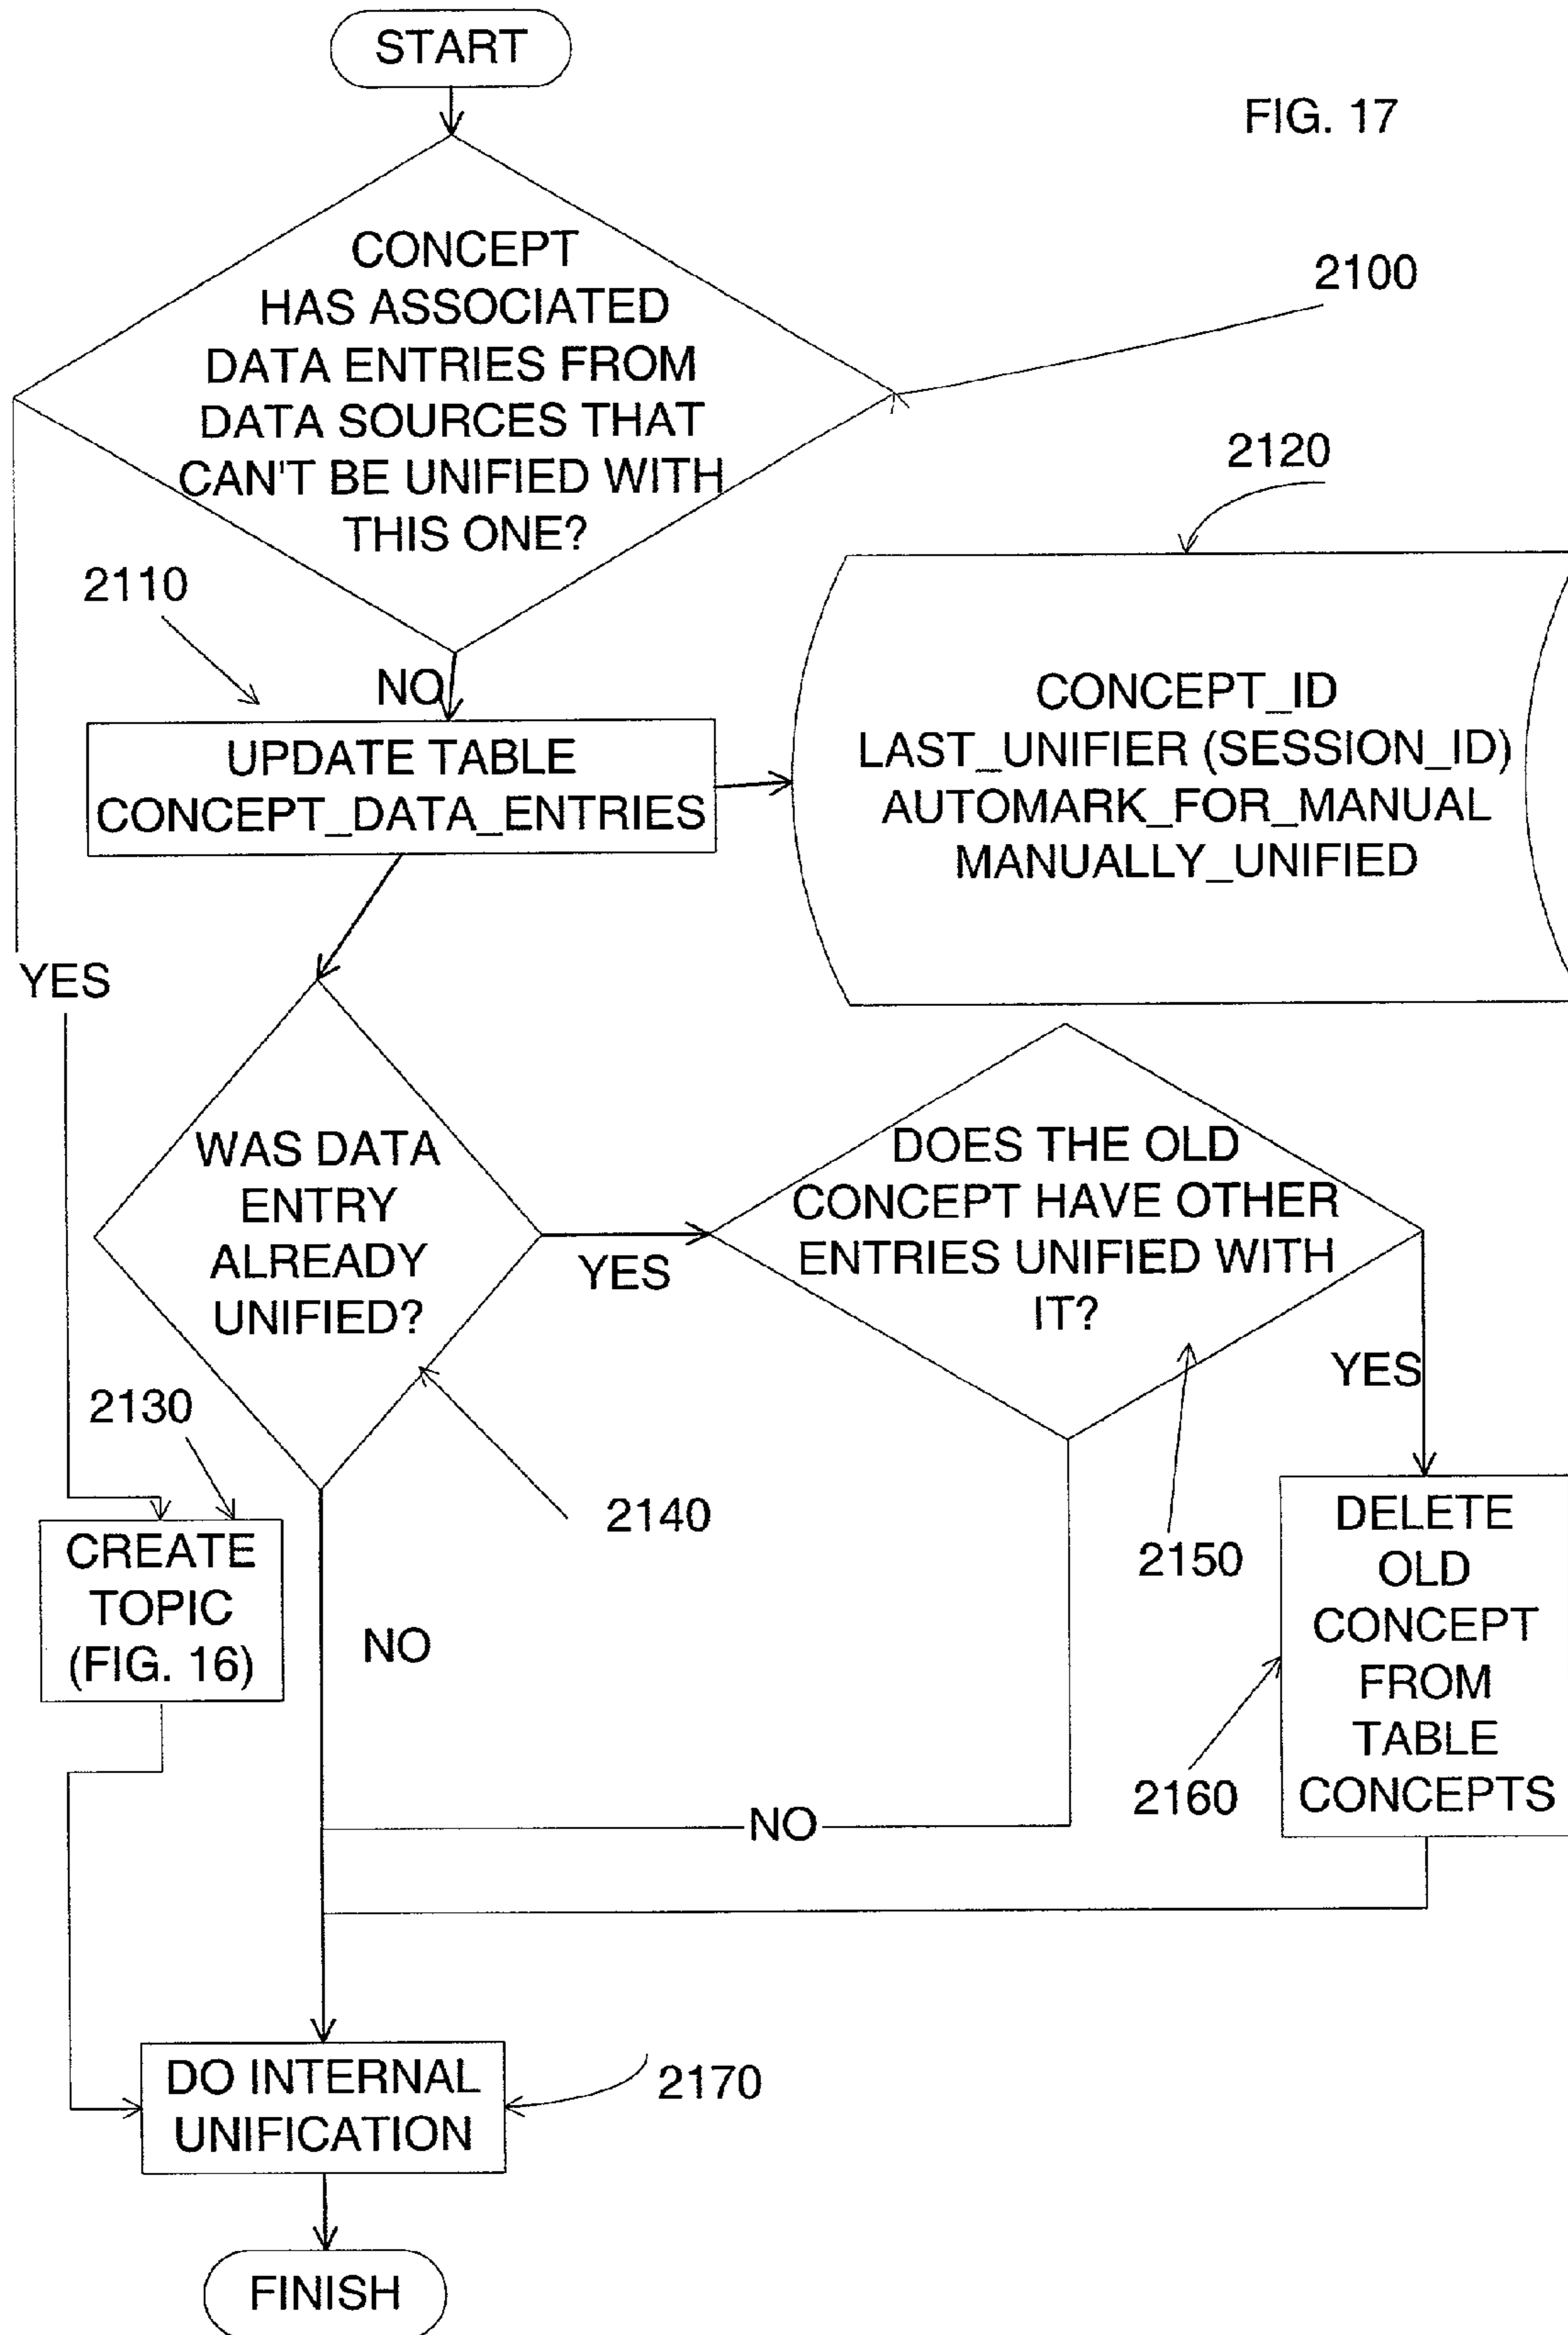 START
FIG. 17
CONCEPT
HAS ASSOCIATED
DATA ENTRIES FROM
DATA SOURCES THAT
CAN'T BE UNIFIED WITH
THIS ONE?
2100
2120
2110
NO
UPDATE TABLE
CONCEPT_DATA_ENTRIES
CONCEPT_ID
LAST_UNIFIER (SESSION_ID)
AUTOMARK_FOR_MANUAL
MANUALLY_UNIFIED
YES
WAS DATA
ENTRY
ALREADY
UNIFIED?
YES
DOES THE OLD
CONCEPT HAVE OTHER
ENTRIES UNIFIED WITH
IT?
YES
2130
2140
2150
CREATE
TOPIC
(FIG. 16)
NO
DELETE
OLD
CONCEPT
FROM
TABLE
CONCEPTS
2160
NO
DO INTERNAL
UNIFICATION
2170
FINISH